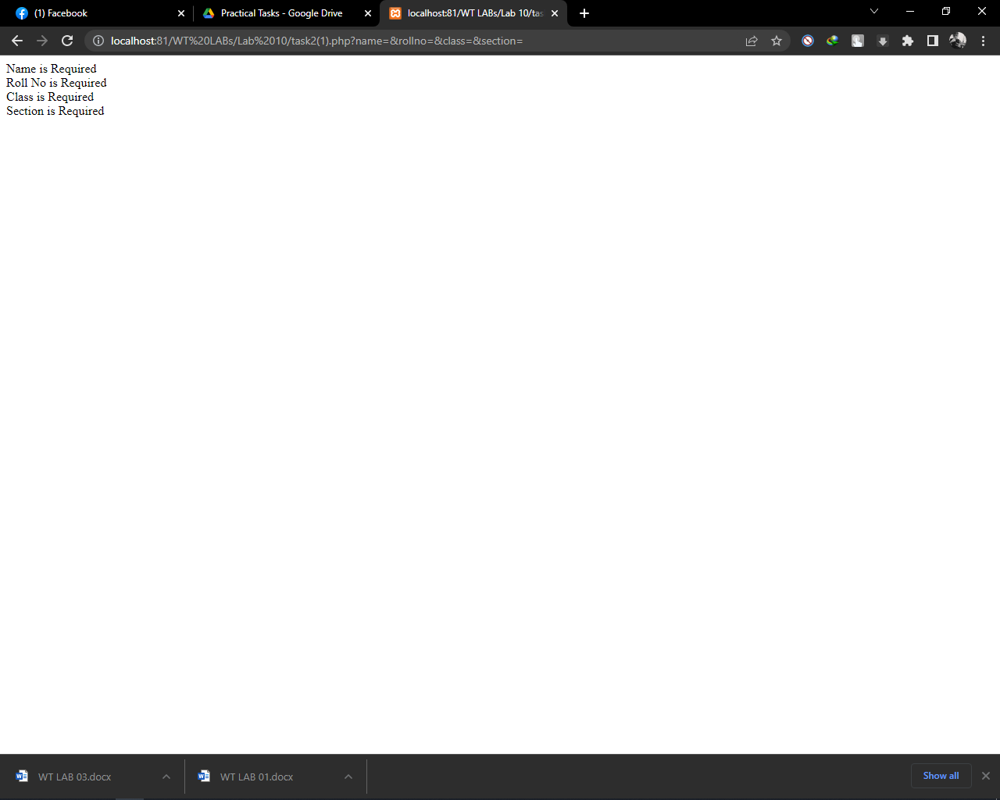 (1) Facebook
Practical Tasks - Google Drive
localhost:81/WT LABs/Lab 10/tas
localhost:81/WT%20LABs/Lab%2010/task2(1).php?name=&rollno=&class=&section=
Name is Required
Roll No is Required
Class is Required
Section is Required
WT LAB 03.docx
WT LAB 01.docx
Show all